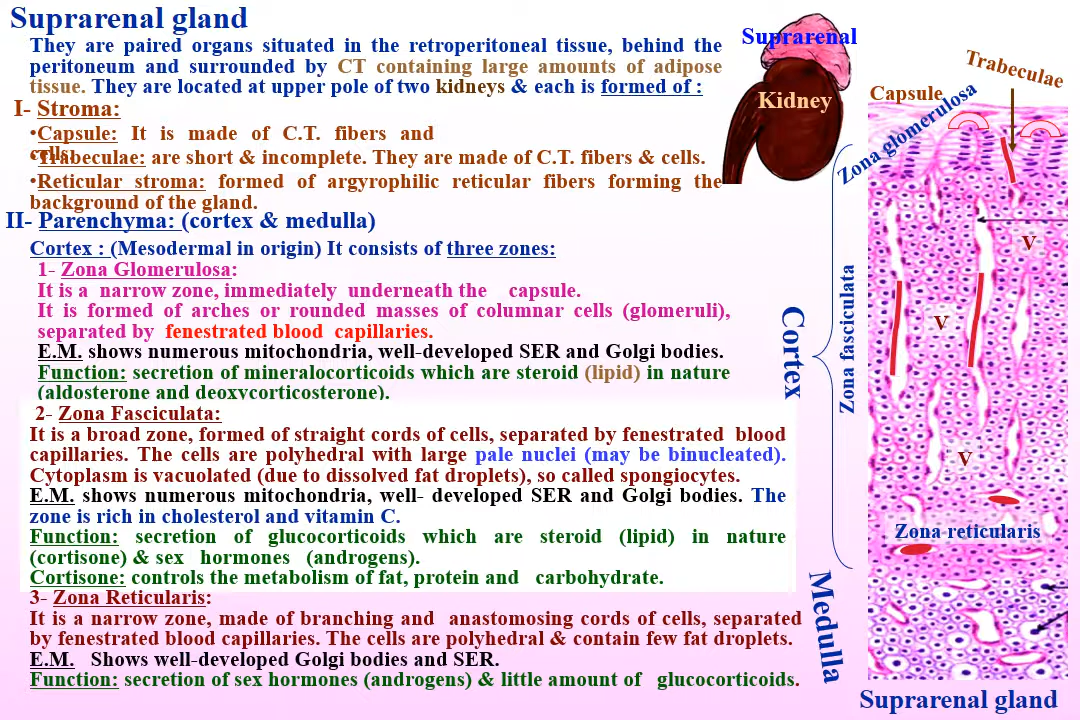 Suprarenal gland
They are paired organs situated in the retroperitoneal tissue, behind the
peritoneum and surrounded by CT containing large amounts of adipose
tissue. They are located at upper pole of two kidneys & each is formed of :
I- Stroma:
•Capsule: It is made of C.T. fibers and
cells.
•Trabeculae: are short & incomplete. They are made of C.T. fibers & cells.
•Reticular stroma: formed of argyrophilic reticular fibers forming the
background of the gland.
II- Parenchyma: (cortex & medulla)
Cortex : (Mesodermal in origin) It consists of three zones:
1- Zona Glomerulosa:
It is a narrow zone, immediately underneath the capsule.
It is formed of arches or rounded masses of columnar cells (glomeruli),
separated by fenestrated blood capillaries.
E.M. shows numerous mitochondria, well-developed SER and Golgi bodies.
Function: secretion of mineralocorticoids which are steroid (lipid) in nature
(aldosterone and deoxycorticosterone).
2- Zona Fasciculata:
It is a broad zone, formed of straight cords of cells, separated by fenestrated blood
capillaries. The cells are polyhedral with large pale nuclei (may be binucleated).
Cytoplasm is vacuolated (due to dissolved fat droplets), so called spongiocytes.
E.M. shows numerous mitochondria, well- developed SER and Golgi bodies. The
zone is rich in cholesterol and vitamin C.
Function: secretion of glucocorticoids which are steroid (lipid) in nature
(cortisone) & sex hormones (androgens).
Cortisone: controls the metabolism of fat, protein and carbohydrate.
3- Zona Reticularis:
It is a narrow zone, made of branching and anastomosing cords of cells, separated
by fenestrated blood capillaries. The cells are polyhedral & contain few fat droplets.
E.M. Shows well-developed Golgi bodies and SER.
Function: secretion of sex hormones (androgens) & little amount of glucocorticoids.
Suprarenal
Kidney
Trabeculae
Capsule
Zona glomerulosa
V
V
V
Zona fasciculata
Cortex
Zona reticularis
Medulla
Suprarenal gland